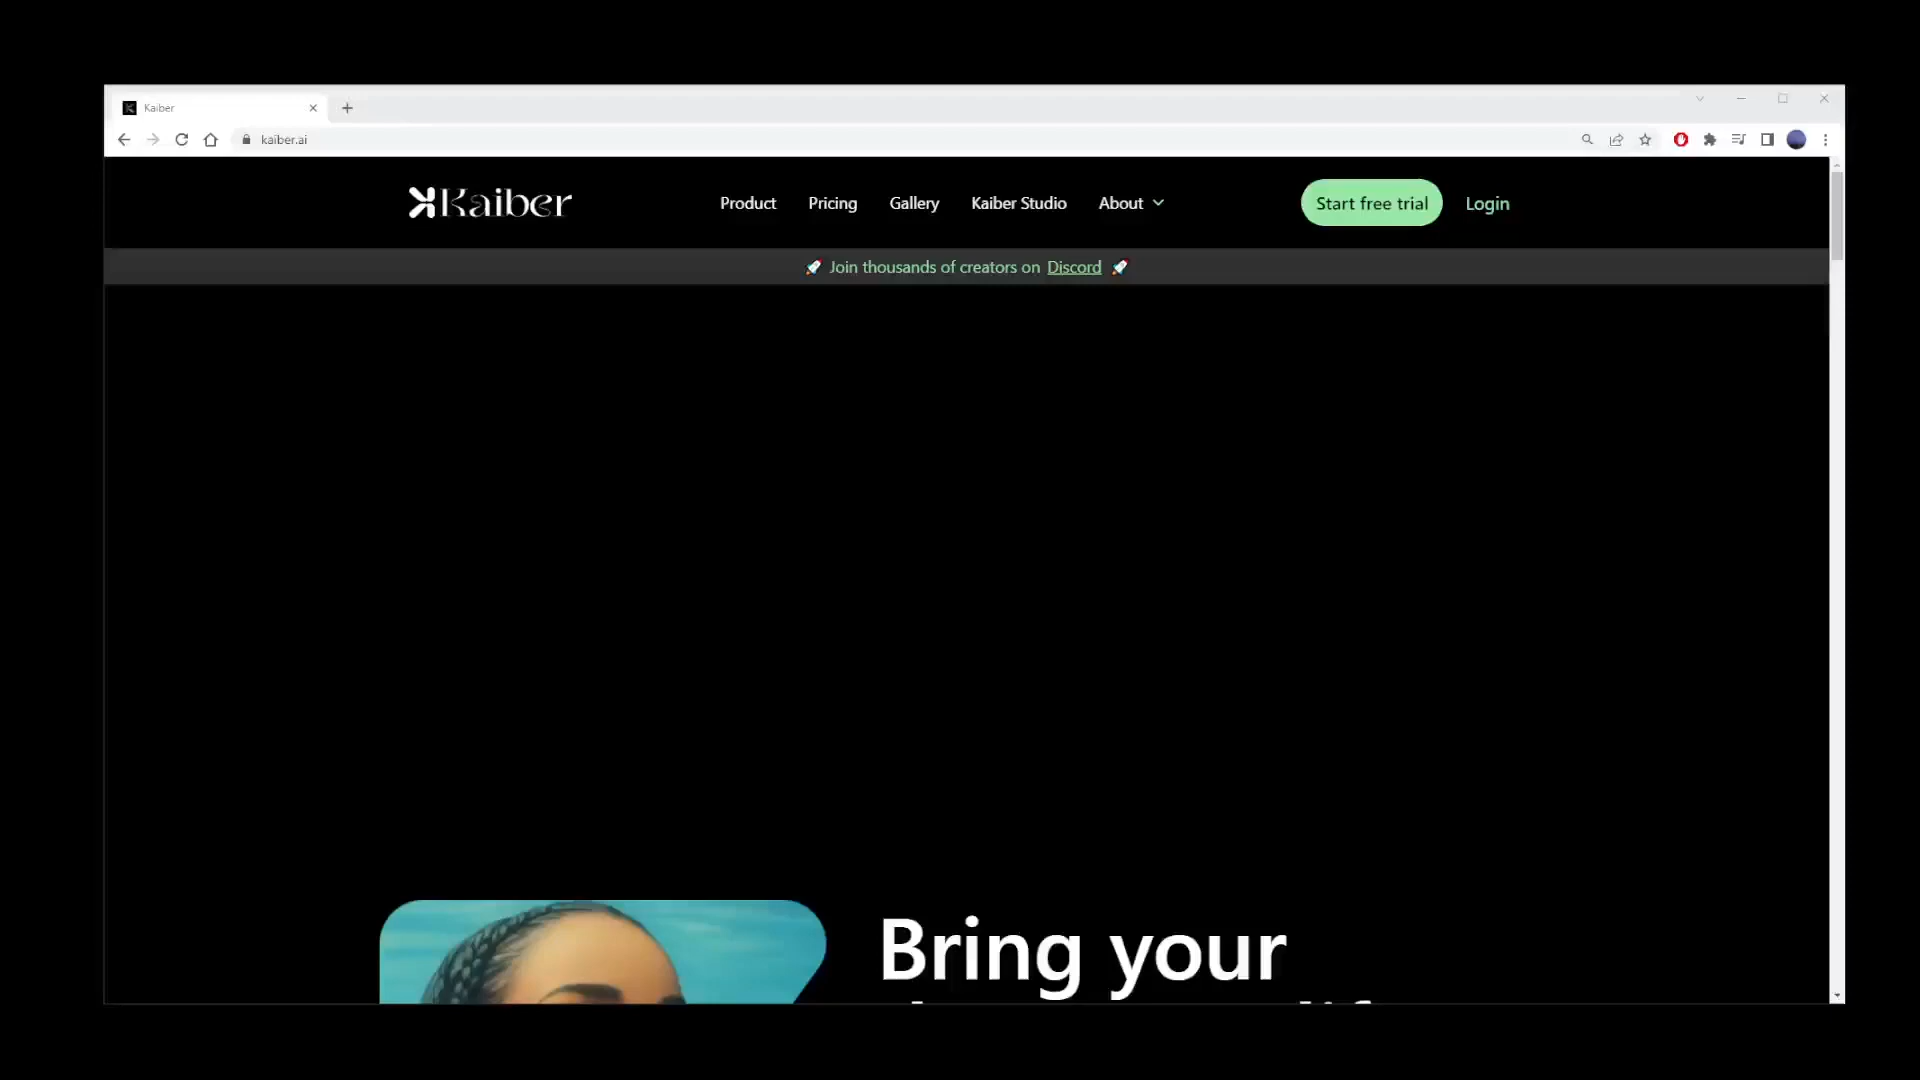 Kaiber
kaiber.ai
Kaiber
Product
Pricing
Gallery
Kaiber Studio
About
Start free trial
Login
🚀 Join thousands of creators on Discord 🚀
Bring your